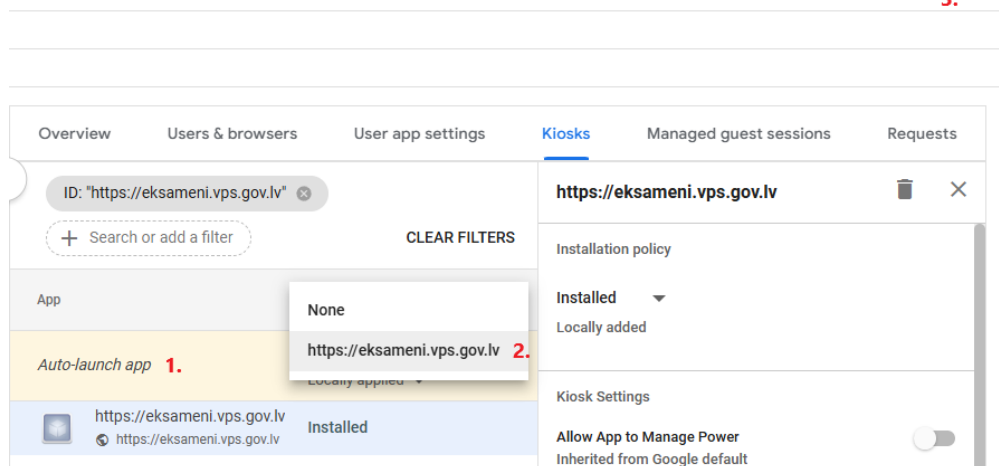 Overview Users & browsers User app settings Kiosks Managed guest sessions Requests
ID: "https://eksameni.vps.gov.lv"
+ Search or add a filter
CLEAR FILTERS
App
None
https://eksameni.vps.gov.lv 2.
Auto-launch app 1.
Locally applied
https://eksameni.vps.gov.lv
https://eksameni.vps.gov.lv
Installed
https://eksameni.vps.gov.lv
Installation policy
Installed
Locally added
Kiosk Settings
Allow App to Manage Power
Inherited from Google default